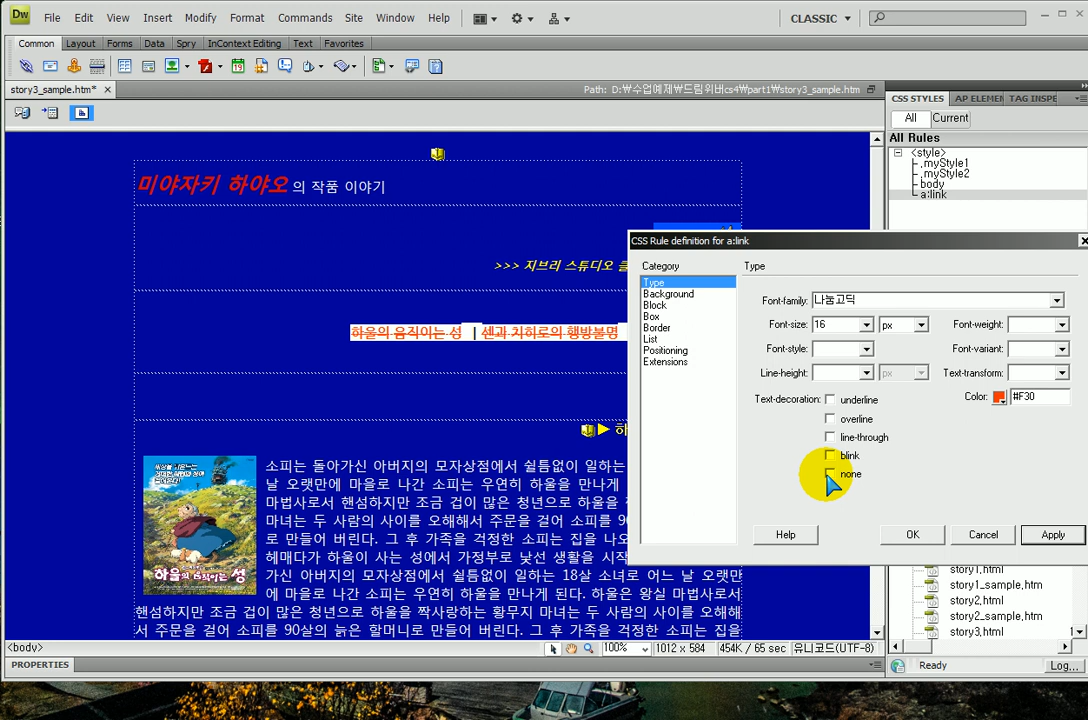 Dw File Edit View Insert Modify Format Commands Site Window Help CLASSIC
Common Layout Forms Data Spry InContext Editing Text Favorites
story3_sample.htm* × Path: D:₩수업예제₩드림위버cs4₩part1₩story3_sample.htm
미야자키 하야오의 작품 이야기
>>> 지브리 스튜디오
하울의 움직이는 성 | 센과 치히로의 행방불명
하
소피는 돌아가신 아버지의 모자상점에서 쉴틈없이 일하는
날 오랫만에 마을로 나간 소피는 우연히 하울을 만나게
마법사로서 핸섬하지만 조금 겁이 많은 청년으로 하울을
마녀는 두 사람의 사이를 오해해서 주문을 걸어 소피를
로 만들어 버린다. 그 후 가족을 걱정한 소피는 집을 나오
헤매다가 하울이 사는 성에서 가정부로 낯선 생활을 시작
가신 아버지의 모자상점에서 쉴틈없이 일하는 18살 소녀로 어느 날 오랫만
에 마을로 나간 소피는 우연히 하울을 만나게 된다. 하울은 왕실 마법사로서
핸섬하지만 조금 겁이 많은 청년으로 하울을 짝사랑하는 황무지 마녀는 두 사람의 사이를 오해해
서 주문을 걸어 소피를 90살의 늙은 할머니로 만들어 버린다. 그 후 가족을 걱정한 소피는 집을
하울의 움직이는 성
<body> 100% 1012 x 584 454K / 65 sec 유니코드(UTF-8)
PROPERTIES
CSS STYLES AP ELEMEN TAG INSPE
All Current
All Rules
<style>
.myStyle1
.myStyle2
body
a:link
CSS Rule definition for a:link
Category Type
Type
Background
Block
Box
Border
List
Positioning
Extensions
Font-family: 나눔고딕
Font-size: 16 px Font-weight:
Font-style: Font-variant:
Line-height: px Text-transform:
Text-decoration: underline Color: #F30
overline
line-through
blink
none
Help OK Cancel Apply
story1.html
story1_sample.htm
story2.html
story2_sample.htm
story3.html
Ready Log...